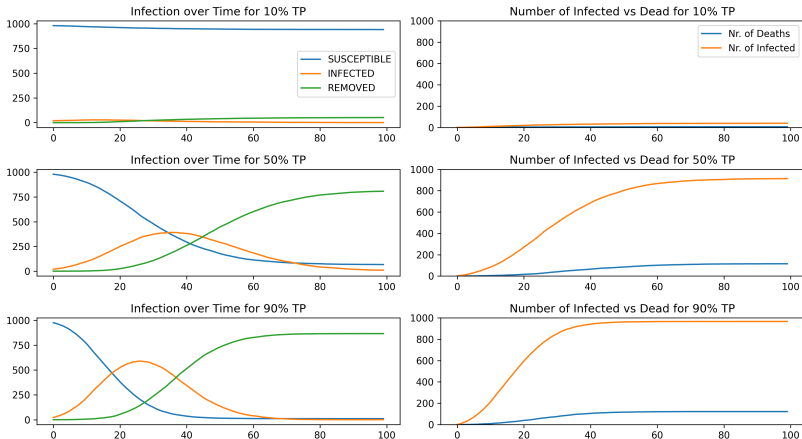 Infection over Time for 10% TP
1000
750
500
250
0
0 20 40 60 80 100
SUSCEPTIBLE
INFECTED
REMOVED
Number of Infected vs Dead for 10% TP
1000
800
600
400
200
0
0 20 40 60 80 100
Nr. of Deaths
Nr. of Infected
Infection over Time for 50% TP
1000
750
500
250
0
0 20 40 60 80 100
Number of Infected vs Dead for 50% TP
1000
800
600
400
200
0
0 20 40 60 80 100
Infection over Time for 90% TP
1000
750
500
250
0
0 20 40 60 80 100
Number of Infected vs Dead for 90% TP
1000
800
600
400
200
0
0 20 40 60 80 100